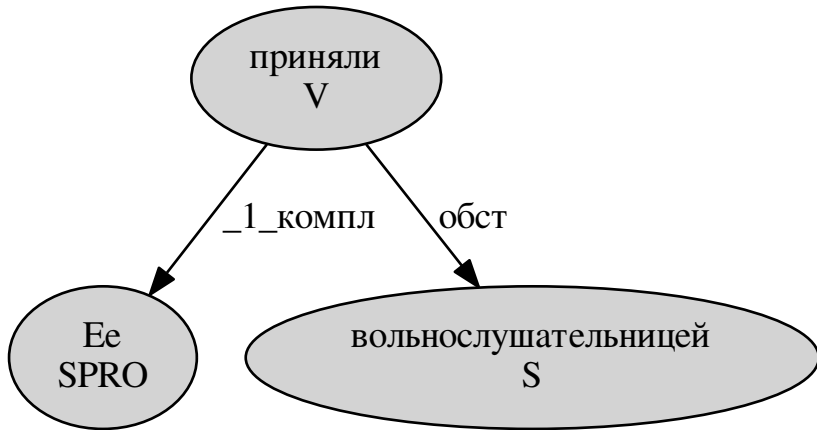 приняли
V
_1_компл
обст
Ее
SPRO
вольнослушательницей
S